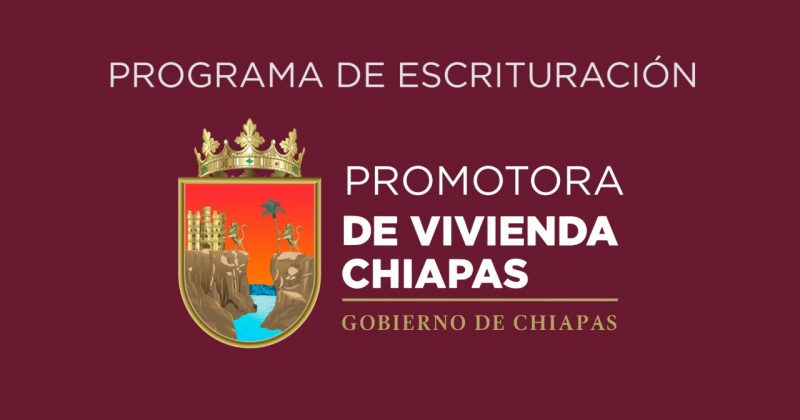 PROGRAMA DE ESCRITURACIÓN
PROMOTORA
DE VIVIENDA
CHIAPAS
GOBIERNO DE CHIAPAS